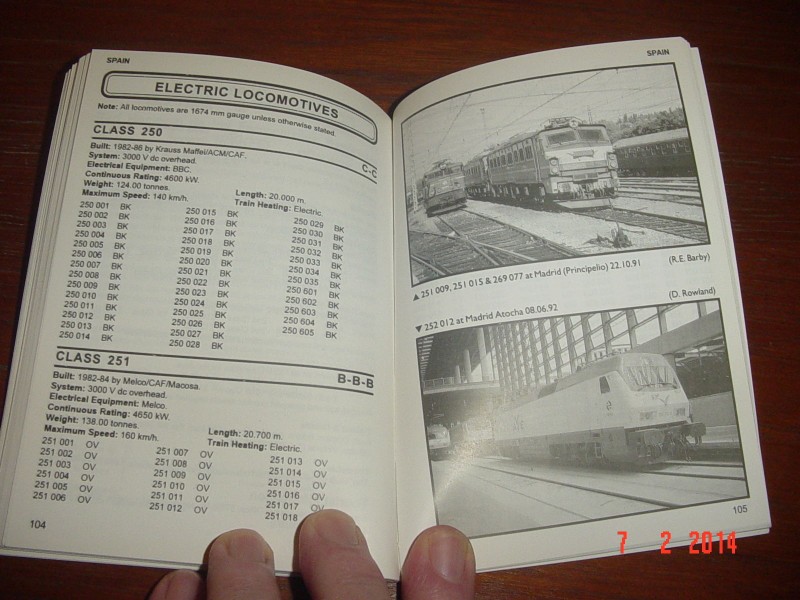 SPAIN
ELECTRIC LOCOMOTIVES
Note: All locomotives are 1674 mm gauge unless otherwise stated.
CLASS 250
C-C
Built: 1982-86 by Krauss Maffei/ACM/CAF.
System: 3000 V dc overhead.
Electrical Equipment: BBC.
Continuous Rating: 4600 kW.
Weight: 124.00 tonnes.
Length: 20.000 m.
Maximum Speed: 140 km/h.
Train Heating: Electric.
250 001 BK
250 002 BK
250 003 BK
250 004 BK
250 005 BK
250 006 BK
250 007 BK
250 008 BK
250 009 BK
250 010 BK
250 011 BK
250 012 BK
250 013 BK
250 014 BK
250 015 BK
250 016 BK
250 017 BK
250 018 BK
250 019 BK
250 020 BK
250 021 BK
250 022 BK
250 023 BK
250 024 BK
250 025 BK
250 026 BK
250 027 BK
250 028 BK
250 029 BK
250 030 BK
250 031 BK
250 032 BK
250 033 BK
250 034 BK
250 035 BK
250 601 BK
250 602 BK
250 603 BK
250 604 BK
250 605 BK
CLASS 251
B-B-B
Built: 1982-84 by Melco/CAF/Macosa.
System: 3000 V dc overhead.
Electrical Equipment: Melco.
Continuous Rating: 4650 kW.
Weight: 138.00 tonnes.
Length: 20.700 m.
Maximum Speed: 160 km/h.
Train Heating: Electric.
251 001 OV
251 002 OV
251 003 OV
251 004 OV
251 005 OV
251 006 OV
251 007 OV
251 008 OV
251 009 OV
251 010 OV
251 011 OV
251 012 OV
251 013 OV
251 014 OV
251 015 OV
251 016 OV
251 017 OV
251 018
104
SPAIN
▲ 251 009, 251 015 & 269 077 at Madrid (Principelio) 22.10.91
(R.E. Barby)
▼ 252 012 at Madrid Atocha 08.06.92
(D. Rowland)
105
7 2 2014